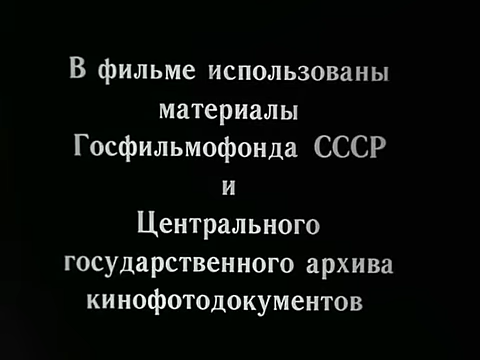 В фильме использованы
материалы
Госфильмофонда СССР
и
Центрального
государственного архива
кинофотодокументов